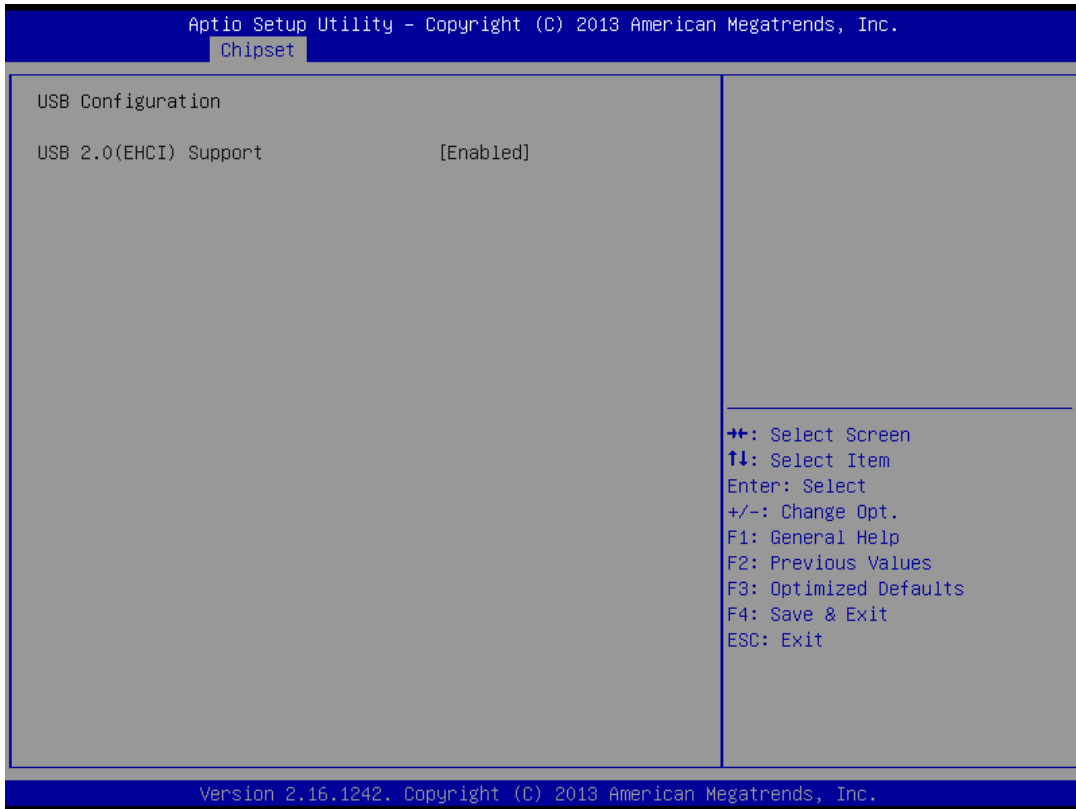 Aptio Setup Utility – Copyright (C) 2013 American Megatrends, Inc.
Chipset
USB Configuration
USB 2.0(EHCI) Support [Enabled]
→←: Select Screen
↑↓: Select Item
Enter: Select
+/-: Change Opt.
F1: General Help
F2: Previous Values
F3: Optimized Defaults
F4: Save & Exit
ESC: Exit
Version 2.16.1242. Copyright (C) 2013 American Megatrends, Inc.